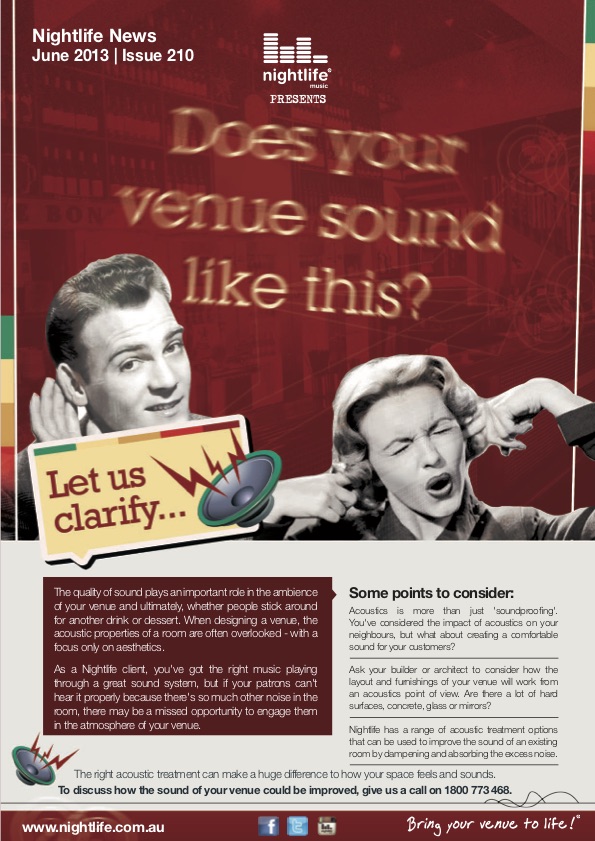 Nightlife News
June 2013 | Issue 210
nightlife®
music
PRESENTS
Does your
venue sound
like this?
Let us
clarify...
The quality of sound plays an important role in the ambience
of your venue and ultimately, whether people stick around
for another drink or dessert. When designing a venue, the
acoustic properties of a room are often overlooked - with a
focus only on aesthetics.
As a Nightlife client, you've got the right music playing
through a great sound system, but if your patrons can't
hear it properly because there's so much other noise in the
room, there may be a missed opportunity to engage them
in the atmosphere of your venue.
Some points to consider:
Acoustics is more than just 'soundproofing'.
You've considered the impact of acoustics on your
neighbours, but what about creating a comfortable
sound for your customers?
Ask your builder or architect to consider how the
layout and furnishings of your venue will work from
an acoustics point of view. Are there a lot of hard
surfaces, concrete, glass or mirrors?
Nightlife has a range of acoustic treatment options
that can be used to improve the sound of an existing
room by dampening and absorbing the excess noise.
The right acoustic treatment can make a huge difference to how your space feels and sounds.
To discuss how the sound of your venue could be improved, give us a call on 1800 773 468.
www.nightlife.com.au
Bring your venue to life!®